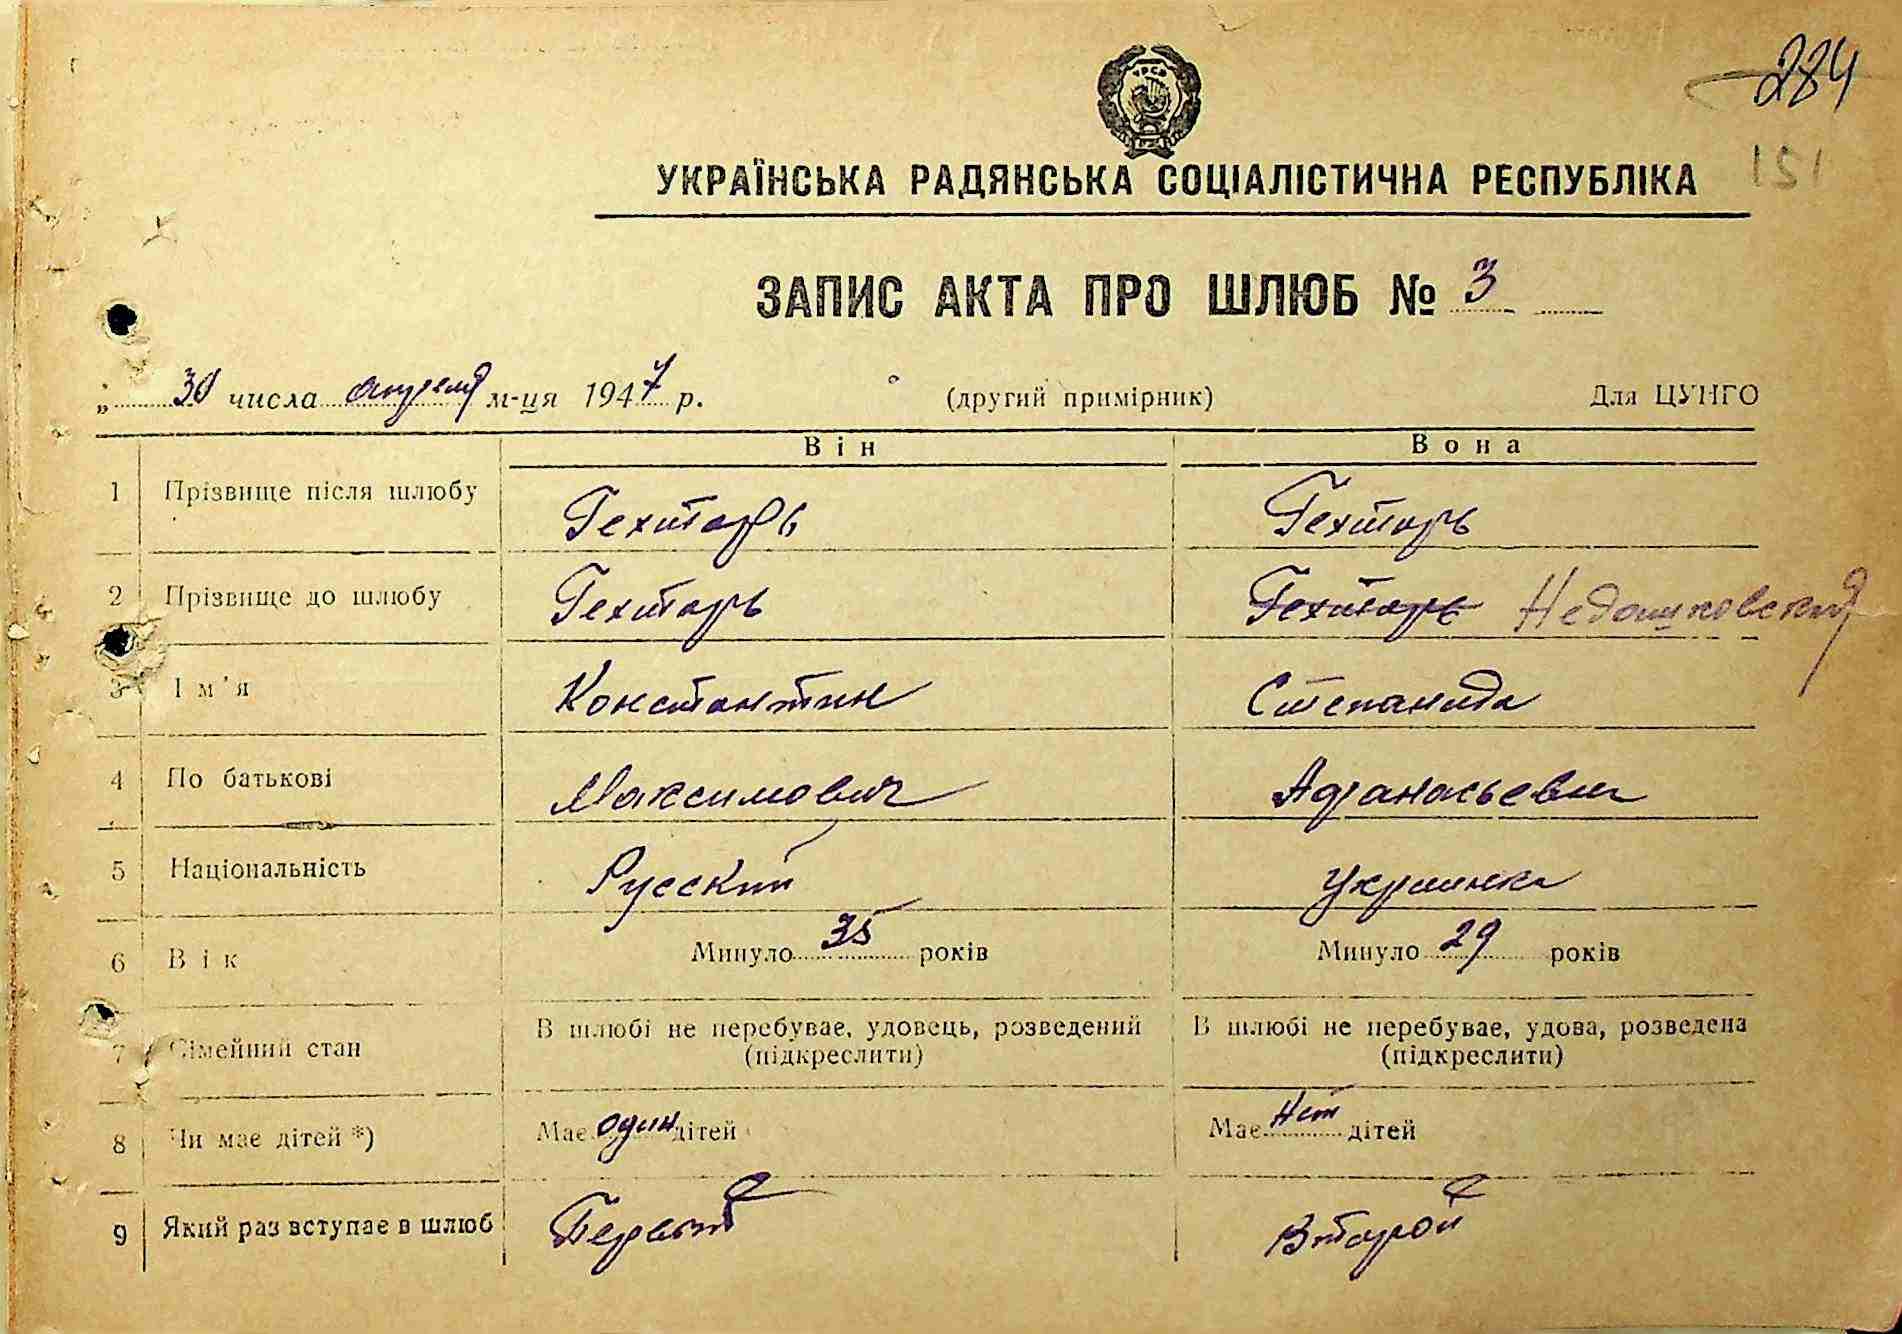 284
121
УКРАЇНСЬКА РАДЯНСЬКА СОЦІАЛІСТИЧНА РЕСПУБЛІКА
ЗАПИС АКТА ПРО ШЛЮБ № 3
„ 30 числа апреля м-ця 1947 р. (другий примірник) Для ЦУНГО
Він Вона
1 Прізвище після шлюбу Гехтарь Гехтарь
2 Прізвище до шлюбу Гехтарь Гехтарь Недошковский
3 Ім'я Константин Степанида
4 По батькові Максимович Афанасьевич
5 Національність Русский Украинка
6 Вік Минуло 35 років Минуло 29 років
7 Сімейний стан В шлюбі не перебуває, удовець, розведений (підкреслити) В шлюбі не перебуває, удова, розведена (підкреслити)
8 Чи має дітей *) Має один дітей Має нет дітей
9 Який раз вступає в шлюб Первый Второй